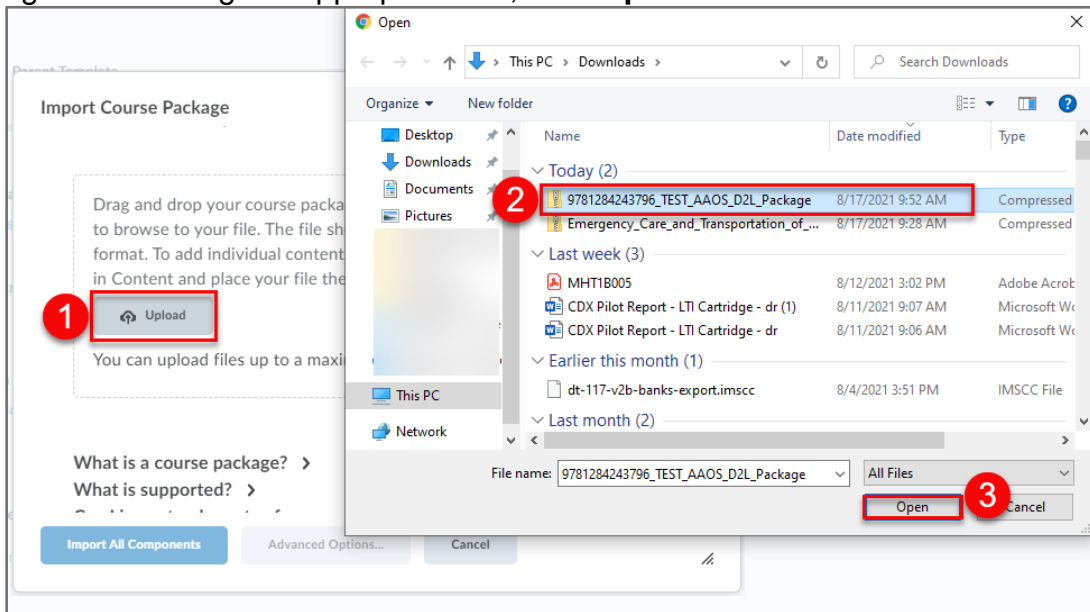 Parent Template
Import Course Package
Drag and drop your course packa
to browse to your file. The file sh
format. To add individual content
in Content and place your file the
1
Upload
You can upload files up to a maxi
What is a course package?
What is supported?
Import All Components
Advanced Options...
Cancel
Open
This PC > Downloads >
Search Downloads
Organize
New folder
Desktop
Downloads
Documents
Pictures
This PC
Network
Name Date modified Type
Today (2)
2
9781284243796_TEST_AAOS_D2L_Package 8/17/2021 9:52 AM Compressed
Emergency_Care_and_Transportation_of_... 8/17/2021 9:28 AM Compressed
Last week (3)
MHT1B005 8/12/2021 3:02 PM Adobe Acrob
CDX Pilot Report - LTI Cartridge - dr (1) 8/11/2021 9:07 AM Microsoft Wo
CDX Pilot Report - LTI Cartridge - dr 8/11/2021 9:06 AM Microsoft Wo
Earlier this month (1)
dt-117-v2b-banks-export.imscc 8/4/2021 3:51 PM IMSCC File
Last month (2)
File name: 9781284243796_TEST_AAOS_D2L_Package
All Files
Open
3
Cancel